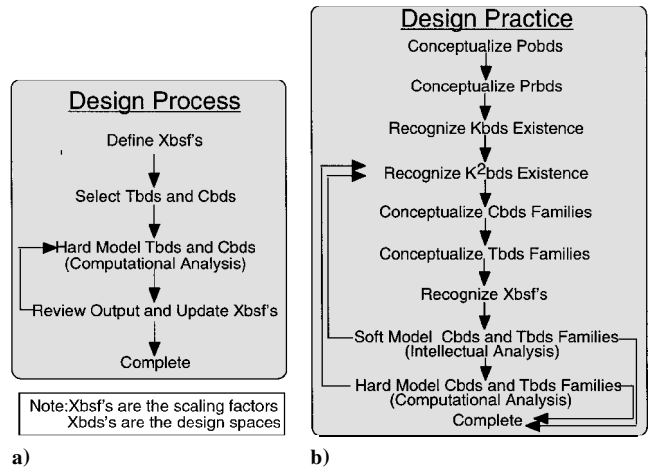 Design Process
Define Xbsf's
Select Tbds and Cbds
Hard Model Tbds and Cbds
(Computational Analysis)
Review Output and Update Xbsf's
Complete
Note:Xbsf's are the scaling factors
Xbds's are the design spaces
a)
Design Practice
Conceptualize Pobds
Conceptualize Prbds
Recognize Kbds Existence
Recognize K²bds Existence
Conceptualize Cbds Families
Conceptualize Tbds Families
Recognize Xbsf's
Soft Model Cbds and Tbds Families
(Intellectual Analysis)
Hard Model Cbds and Tbds Families
(Computational Analysis)
Complete
b)